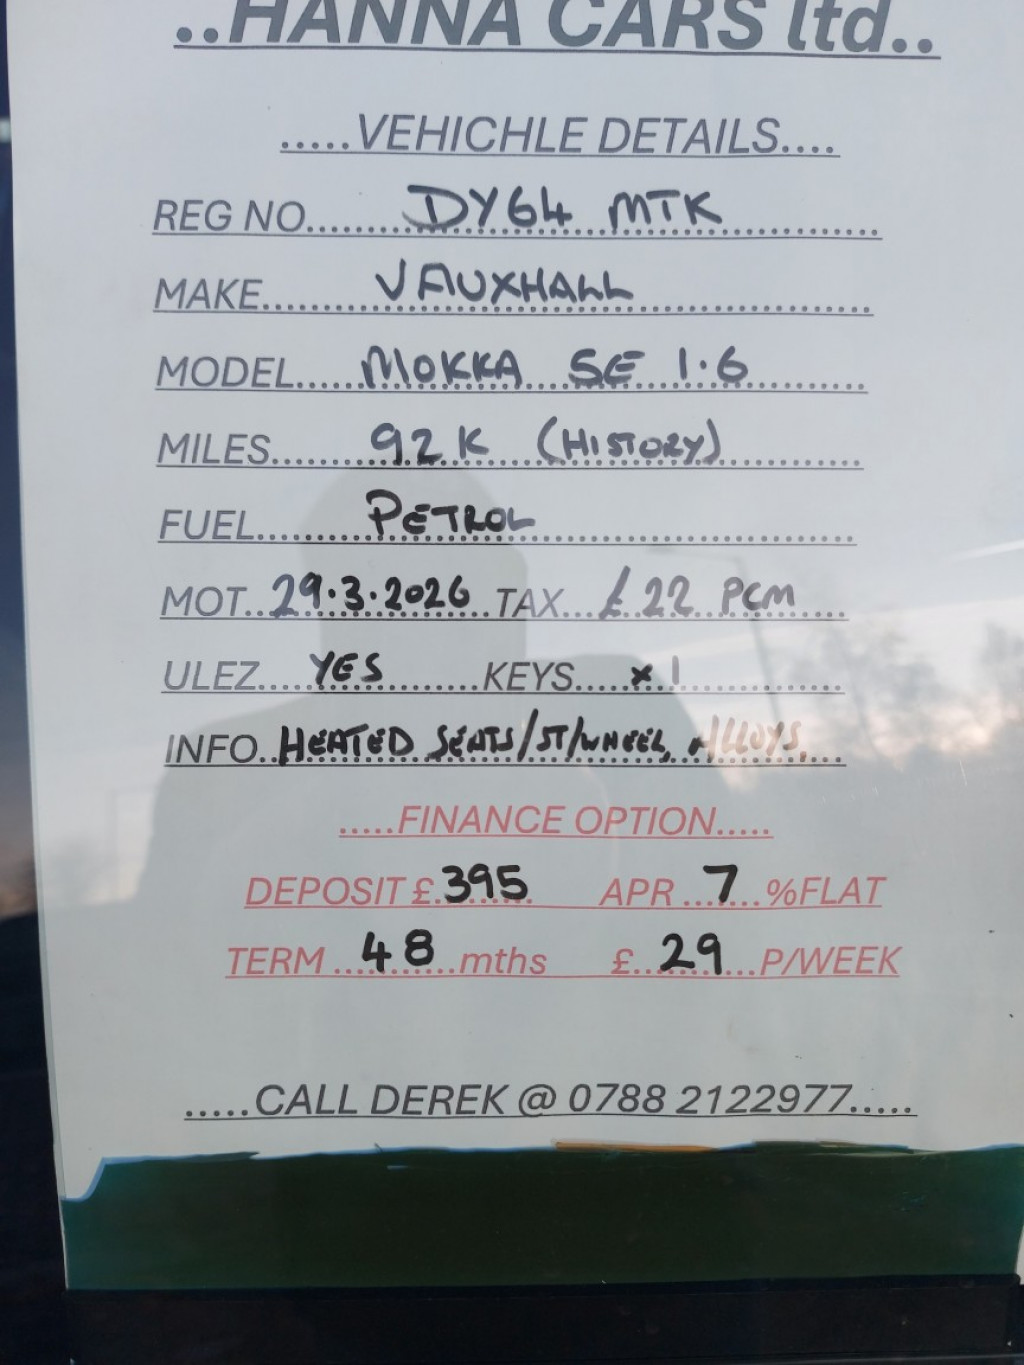 ..HANNA CARS ltd..
.....VEHICHLE DETAILS....
REG NO...DY64 MTK...
MAKE...VAUXHALL...
MODEL...MOKKA SE 1.6...
MILES...92K (HISTORY)...
FUEL...PETROL...
MOT...29.3.2026...TAX...£22 PCM...
ULEZ...YES...KEYS...x1...
INFO..HEATED SEATS/ST/WHEEL, ALLOYS....
.....FINANCE OPTION.....
DEPOSIT £.395 APR...7...%FLAT
TERM...48...mths £...29...P/WEEK
.....CALL DEREK @ 0788 2122977.....